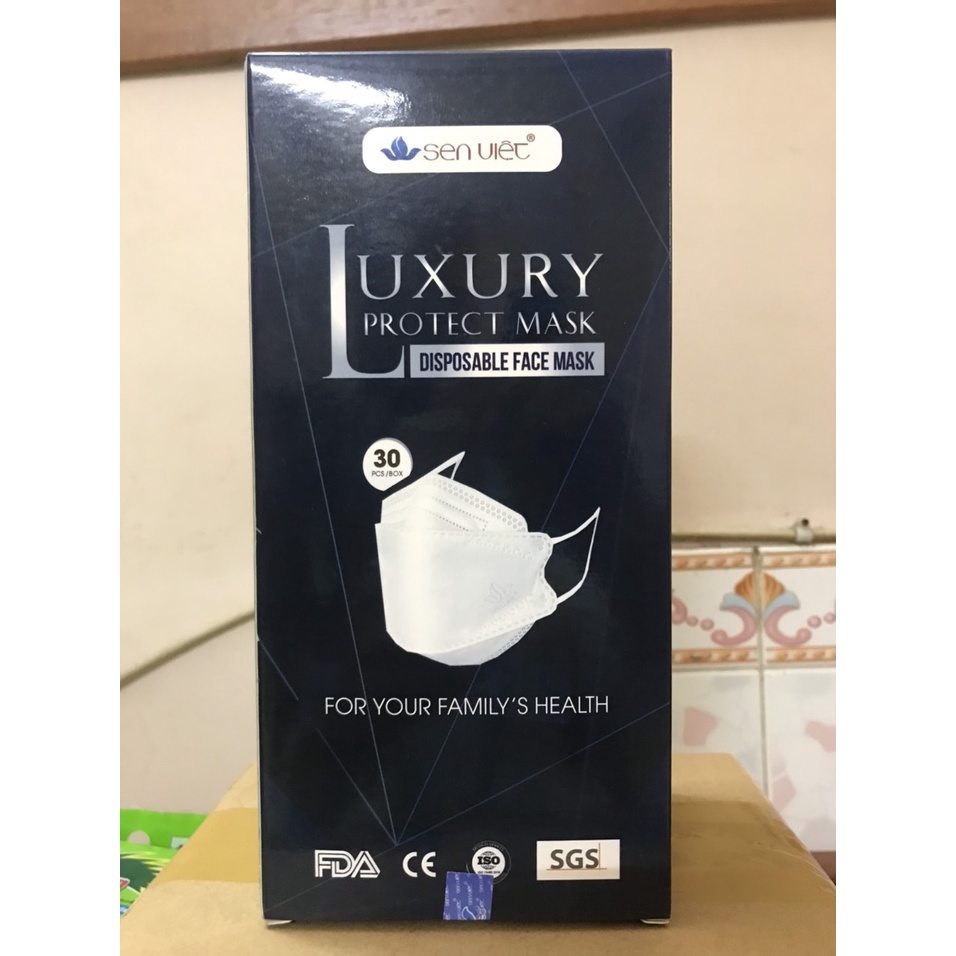 sen việt®
LUXURY
PROTECT MASK
DISPOSABLE FACE MASK
30
PCS/BOX
FOR YOUR FAMILY'S HEALTH
FDA CE ISO SGS